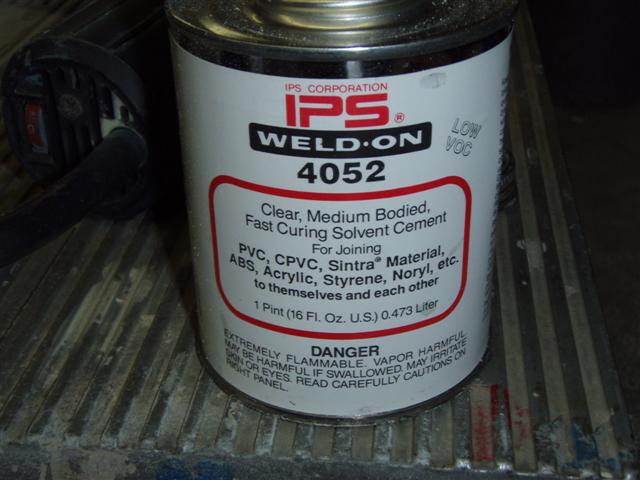 IPS CORPORATION
IPS®
WELD-ON
4052
LOW
VOC
Clear, Medium Bodied,
Fast Curing Solvent Cement
For Joining
PVC, CPVC, Sintra® Material,
ABS, Acrylic, Styrene, Noryl, etc.
to themselves and each other
1 Pint (16 Fl. Oz. U.S.) 0.473 Liter
DANGER
EXTREMELY FLAMMABLE. VAPOR HARMFUL.
MAY BE HARMFUL IF SWALLOWED. MAY IRRITATE
SKIN OR EYES. READ CAREFULLY CAUTIONS ON
RIGHT PANEL.